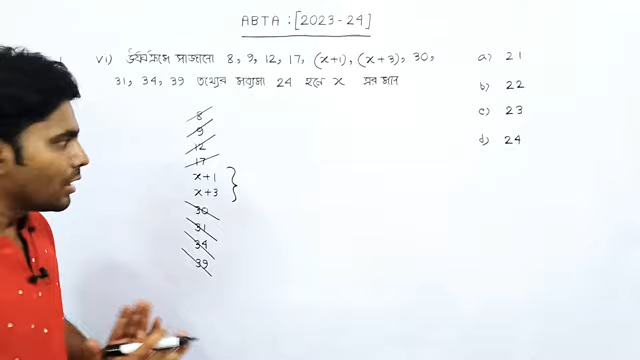 ABTA : [2023-24]
vi) ঊর্ধ্বক্রমে সাজানো 8, 9, 12, 17, (x+1), (x+3), 30,
31, 34, 39 তথ্যের মধ্যমা 24 হলে x এর মান
a) 21
b) 22
c) 23
d) 24
8
9
12
17
x+1
x+3
30
31
34
39